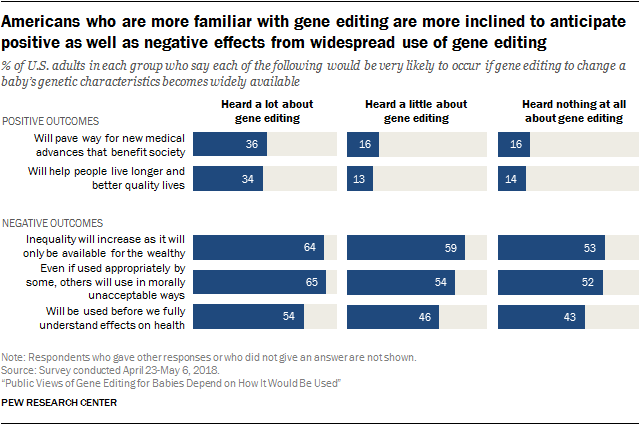 Americans who are more familiar with gene editing are more inclined to anticipate
positive as well as negative effects from widespread use of gene editing
% of U.S. adults in each group who say each of the following would be very likely to occur if gene editing to change a
baby's genetic characteristics becomes widely available
Heard a lot about
gene editing
Heard a little about
gene editing
Heard nothing at all
about gene editing
POSITIVE OUTCOMES
Will pave way for new medical
advances that benefit society
36
16
16
Will help people live longer and
better quality lives
34
13
14
NEGATIVE OUTCOMES
Inequality will increase as it will
only be available for the wealthy
64
59
53
Even if used appropriately by
some, others will use in morally
unacceptable ways
65
54
52
Will be used before we fully
understand effects on health
54
46
43
Note: Respondents who gave other responses or who did not give an answer are not shown.
Source: Survey conducted April 23-May 6, 2018.
"Public Views of Gene Editing for Babies Depend on How It Would Be Used"
PEW RESEARCH CENTER